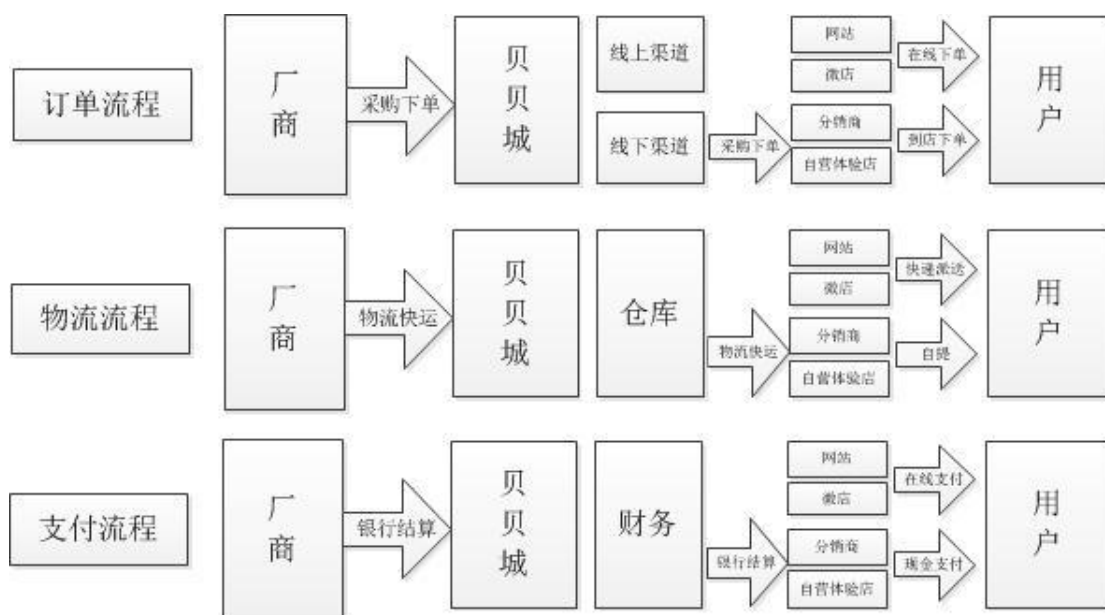 订单流程
厂商
采购下单
贝贝城
线上渠道
线下渠道
采购下单
网站
微店
分销商
自营体验店
在线下单
到店下单
用户
物流流程
厂商
物流快运
贝贝城
仓库
物流快运
网站
微店
分销商
自营体验店
快递派送
自提
用户
支付流程
厂商
银行结算
贝贝城
财务
银行结算
网站
微店
分销商
自营体验店
在线支付
现金支付
用户